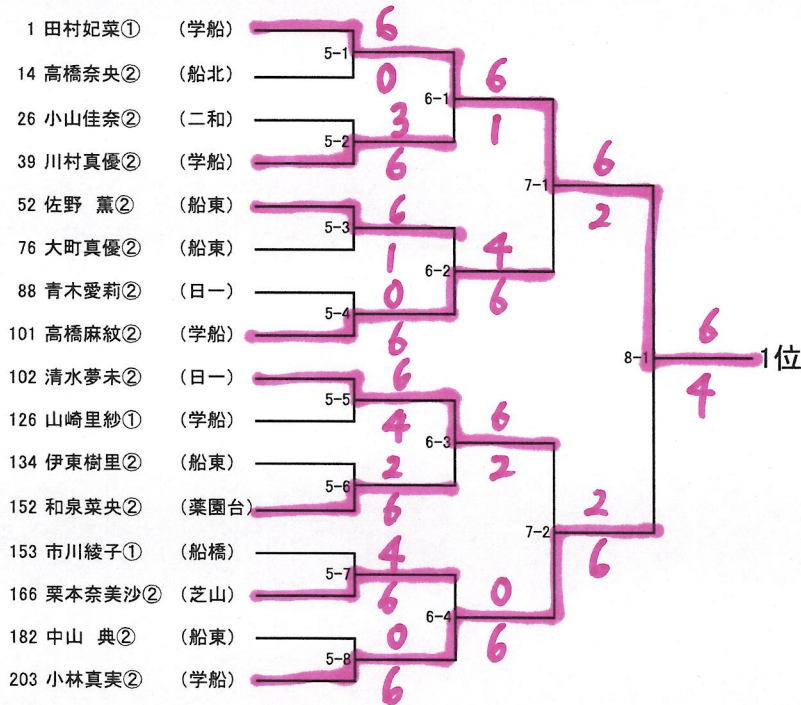 1 田村妃菜① (学船)
14 高橋奈央② (船北)
26 小山佳奈② (二和)
39 川村真優② (学船)
52 佐野 薫② (船東)
76 大町真優② (船東)
88 青木愛莉② (日一)
101 高橋麻紋② (学船)
102 清水夢未② (日一)
126 山崎里紗① (学船)
134 伊東樹里② (船東)
152 和泉菜央② (薬園台)
153 市川綾子① (船橋)
166 栗本奈美沙② (芝山)
182 中山 典② (船東)
203 小林真実② (学船)
5-1
6
0
5-2
3
6
5-3
6
1
5-4
0
6
5-5
6
4
5-6
2
6
5-7
4
6
5-8
0
6
6-1
6
1
6-2
4
6
6-3
6
2
6-4
0
6
7-1
6
2
7-2
2
6
8-1
6
4
1位